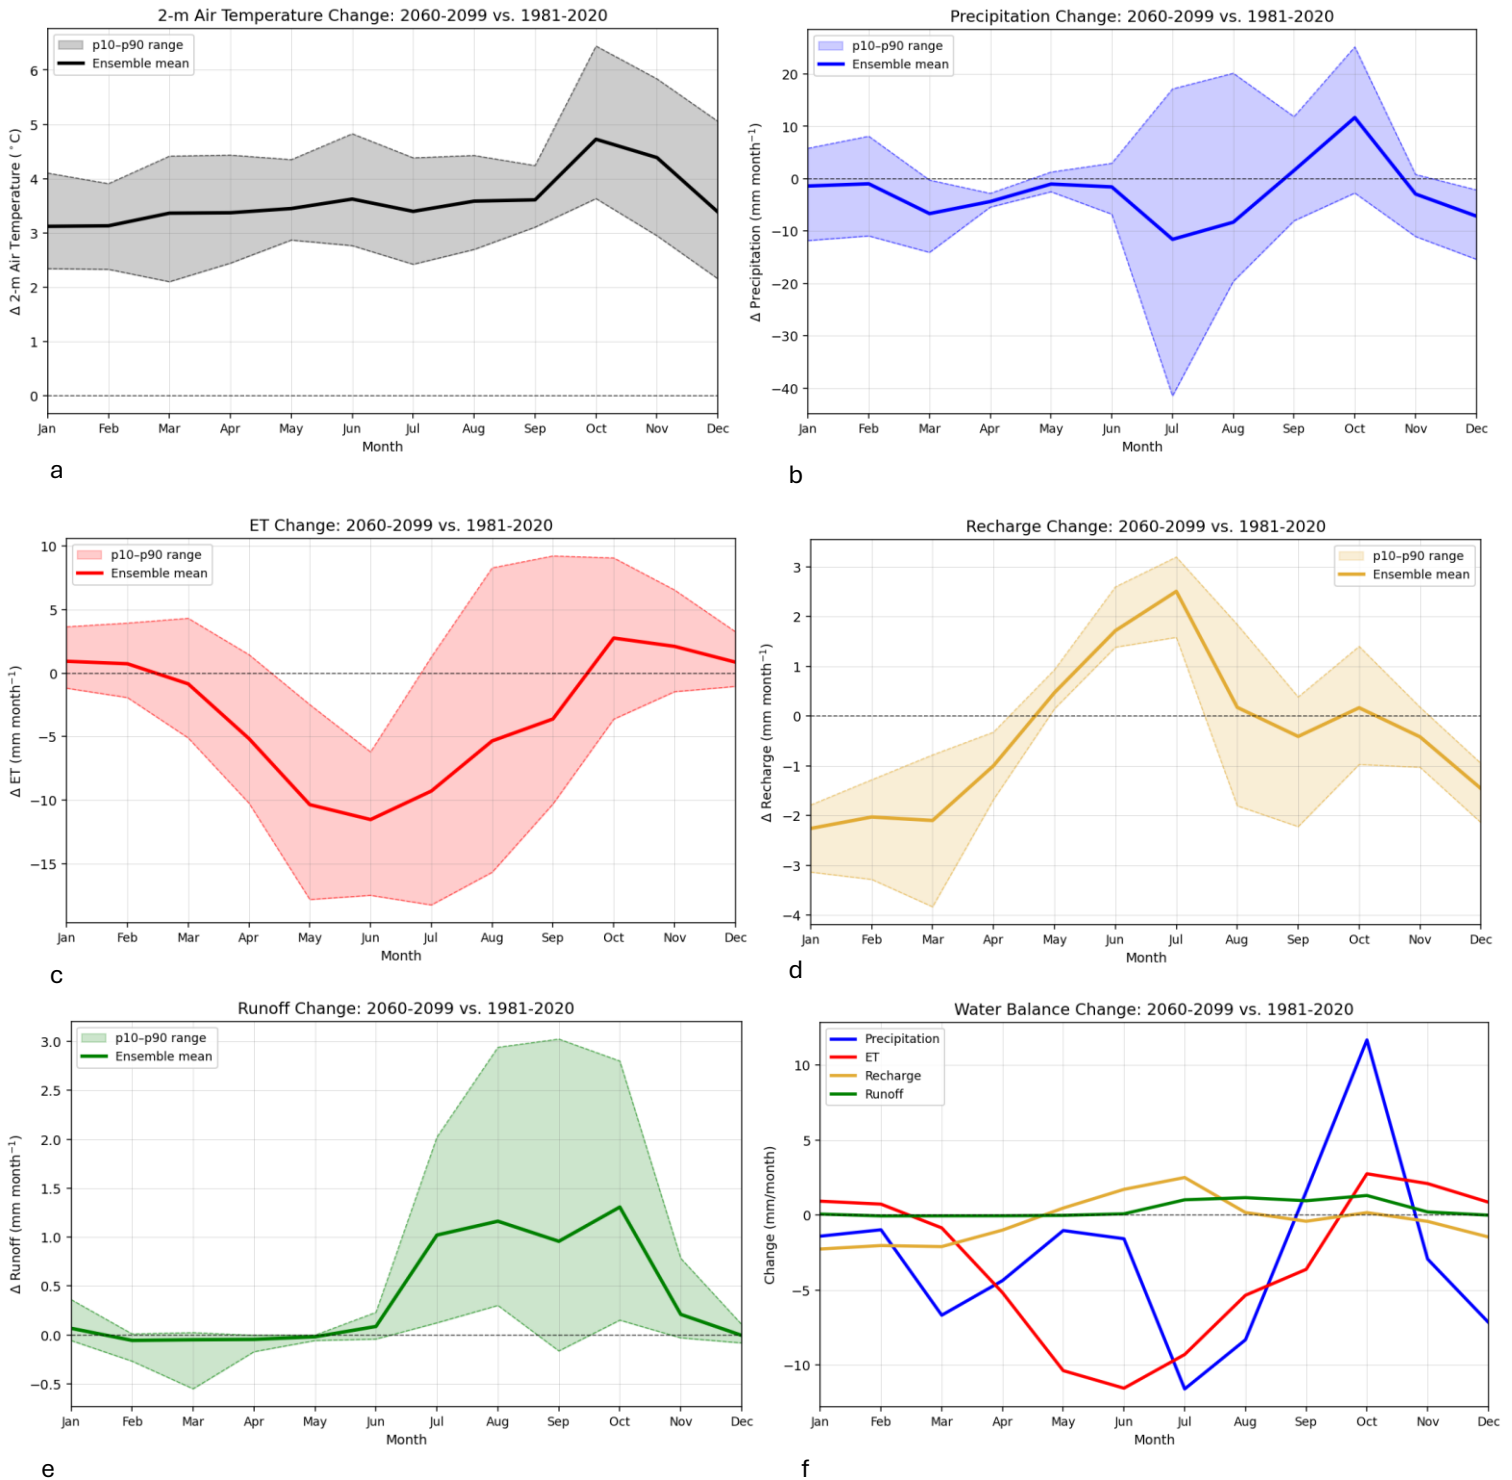 2-m Air Temperature Change: 2060-2099 vs. 1981-2020
p10–p90 range
Ensemble mean
Δ 2-m Air Temperature (°C)
6
5
4
3
2
1
0
Jan Feb Mar Apr May Jun Jul Aug Sep Oct Nov Dec
Month
a
Precipitation Change: 2060-2099 vs. 1981-2020
p10–p90 range
Ensemble mean
Δ Precipitation (mm month⁻¹)
20
10
0
−10
−20
−30
−40
Jan Feb Mar Apr May Jun Jul Aug Sep Oct Nov Dec
Month
b
ET Change: 2060-2099 vs. 1981-2020
p10–p90 range
Ensemble mean
Δ ET (mm month⁻¹)
10
5
0
−5
−10
−15
Jan Feb Mar Apr May Jun Jul Aug Sep Oct Nov Dec
Month
c
Recharge Change: 2060-2099 vs. 1981-2020
p10–p90 range
Ensemble mean
Δ Recharge (mm month⁻¹)
3
2
1
0
−1
−2
−3
−4
Jan Feb Mar Apr May Jun Jul Aug Sep Oct Nov Dec
Month
d
Runoff Change: 2060-2099 vs. 1981-2020
p10–p90 range
Ensemble mean
Δ Runoff (mm month⁻¹)
3.0
2.5
2.0
1.5
1.0
0.5
0.0
−0.5
Jan Feb Mar Apr May Jun Jul Aug Sep Oct Nov Dec
Month
e
Water Balance Change: 2060-2099 vs. 1981-2020
Precipitation
ET
Recharge
Runoff
Change (mm/month)
10
5
0
−5
−10
Jan Feb Mar Apr May Jun Jul Aug Sep Oct Nov Dec
Month
f